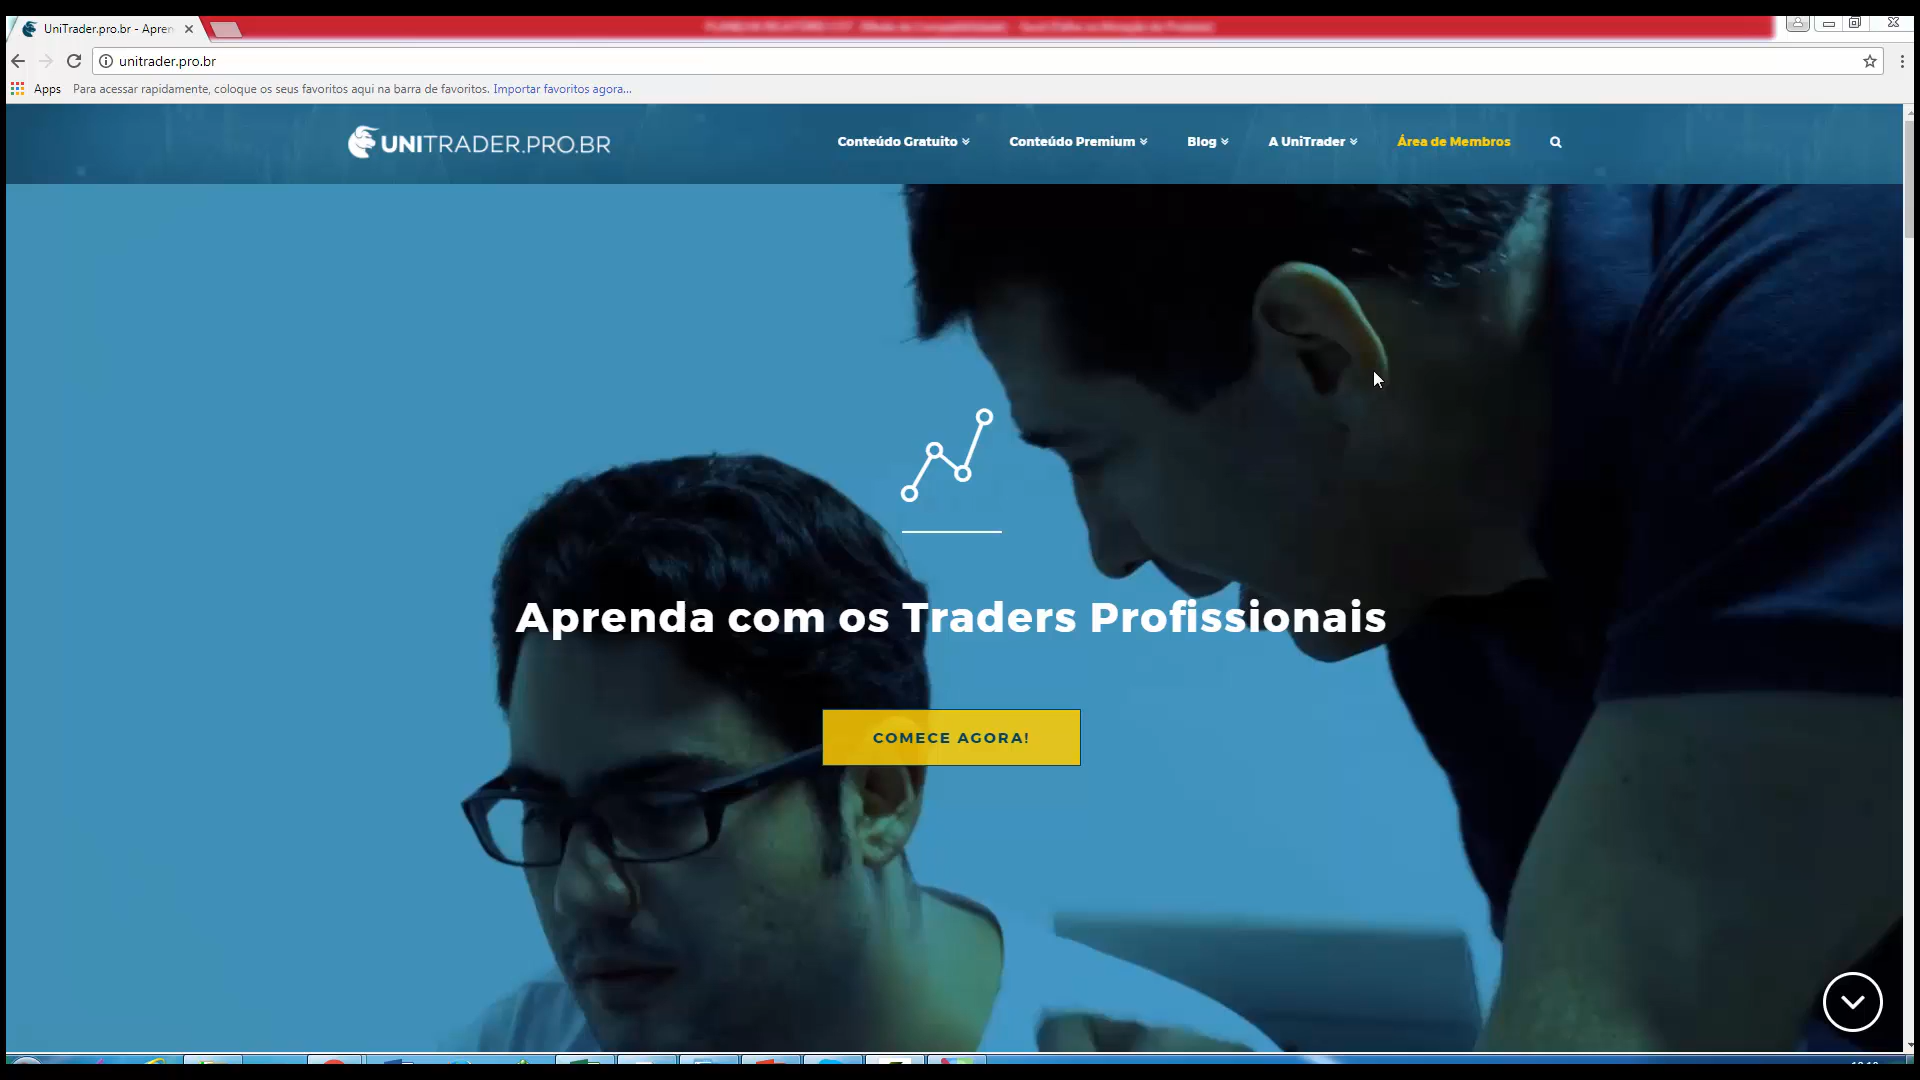 UniTrader.pro.br - Apren
unitrader.pro.br
Apps Para acessar rapidamente, coloque os seus favoritos aqui na barra de favoritos. Importar favoritos agora...
UNITRADER.PRO.BR Conteúdo Gratuito Conteúdo Premium Blog A UniTrader Área de Membros
Aprenda com os Traders Profissionais
COMECE AGORA!